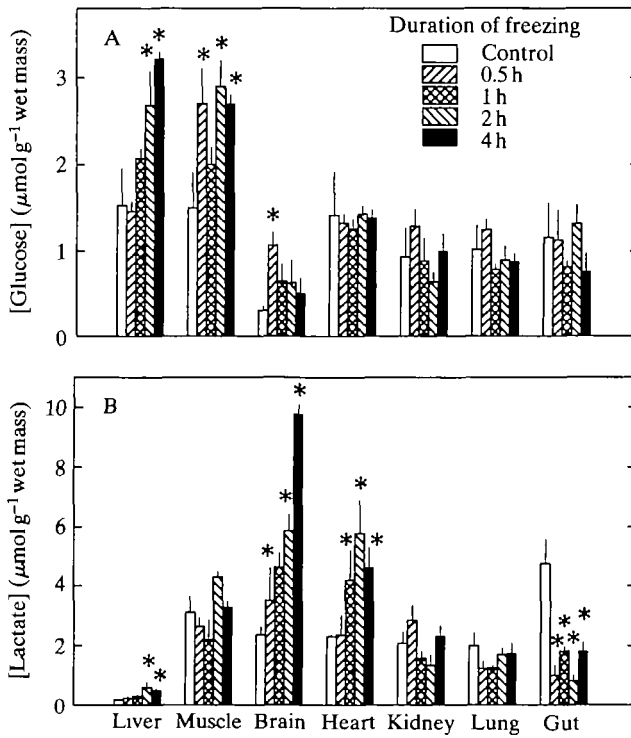 A
Duration of freezing
Control
0.5 h
1 h
2 h
4 h
[Glucose] (μmol g⁻¹ wet mass)
3
2
1
0
* * * * * *
B
[Lactate] (μmol g⁻¹ wet mass)
10
8
6
4
2
0
* * * * * * * * * * * *
Liver Muscle Brain Heart Kidney Lung Gut